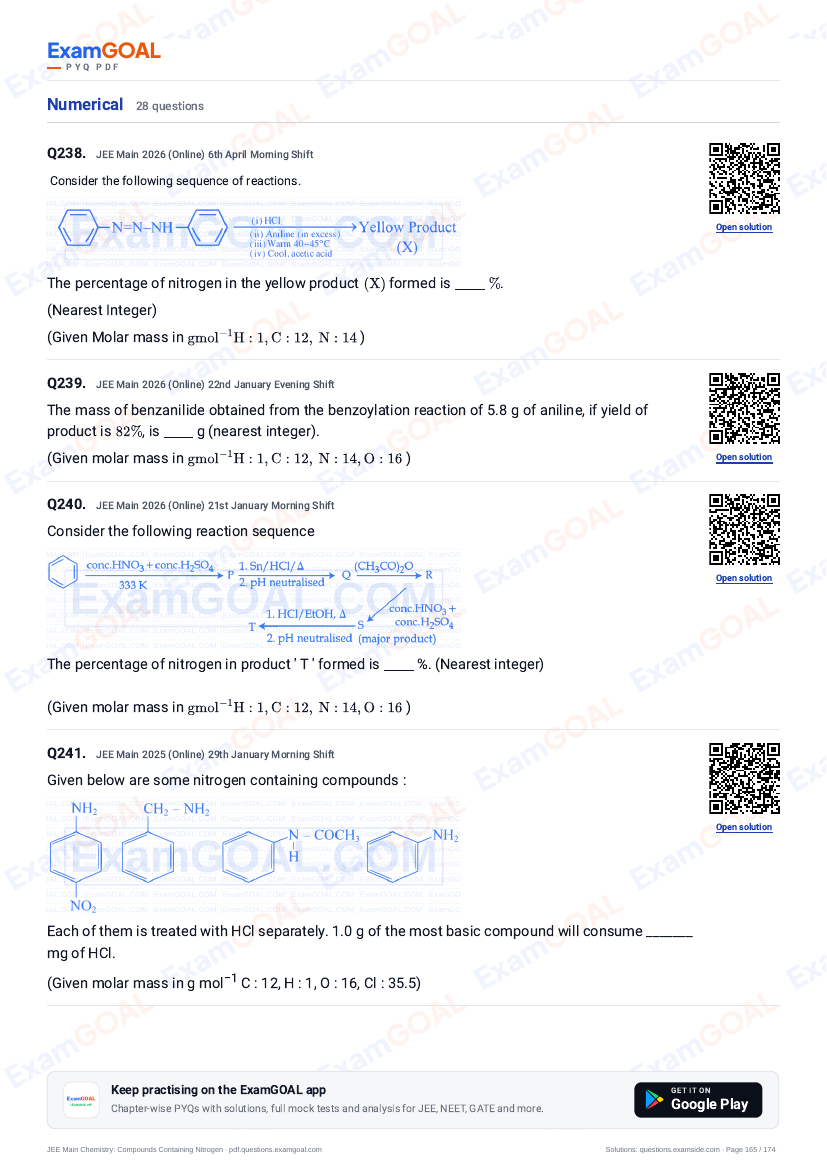 ExamGOAL
PYQ PDF
Numerical 28 questions
Q238. JEE Main 2026 (Online) 6th April Morning Shift
Consider the following sequence of reactions.
N=N–NH
(i) HCl
(ii) Aniline (in excess)
(iii) Warm 40–45°C
(iv) Cool, acetic acid
Yellow Product
(X)
Open solution
The percentage of nitrogen in the yellow product (X) formed is ____ %.
(Nearest Integer)
(Given Molar mass in gmol⁻¹H : 1, C : 12, N : 14 )
Q239. JEE Main 2026 (Online) 22nd January Evening Shift
The mass of benzanilide obtained from the benzoylation reaction of 5.8 g of aniline, if yield of
product is 82%, is ____ g (nearest integer).
(Given molar mass in gmol⁻¹H : 1, C : 12, N : 14, O : 16 )
Open solution
Q240. JEE Main 2026 (Online) 21st January Morning Shift
Consider the following reaction sequence
conc.HNO₃+conc.H₂SO₄
333 K
P
1. Sn/HCl/Δ
2. pH neutralised
Q
(CH₃CO)₂O
R
conc.HNO₃+
conc.H₂SO₄
S
(major product)
1. HCl/EtOH, Δ
2. pH neutralised
T
Open solution
The percentage of nitrogen in product ' T ' formed is ____ %. (Nearest integer)
(Given molar mass in gmol⁻¹H : 1, C : 12, N : 14, O : 16 )
Q241. JEE Main 2025 (Online) 29th January Morning Shift
Given below are some nitrogen containing compounds :
NH₂
NO₂
CH₂ – NH₂
N – COCH₃
H
NH₂
Open solution
Each of them is treated with HCl separately. 1.0 g of the most basic compound will consume _______
mg of HCl.
(Given molar mass in g mol⁻¹ C : 12, H : 1, O : 16, Cl : 35.5)
ExamGOAL
Keep practising on the ExamGOAL app
Chapter-wise PYQs with solutions, full mock tests and analysis for JEE, NEET, GATE and more.
GET IT ON
Google Play
JEE Main Chemistry: Compounds Containing Nitrogen · pdf.questions.examgoal.com
Solutions: questions.examside.com · Page 165 / 174